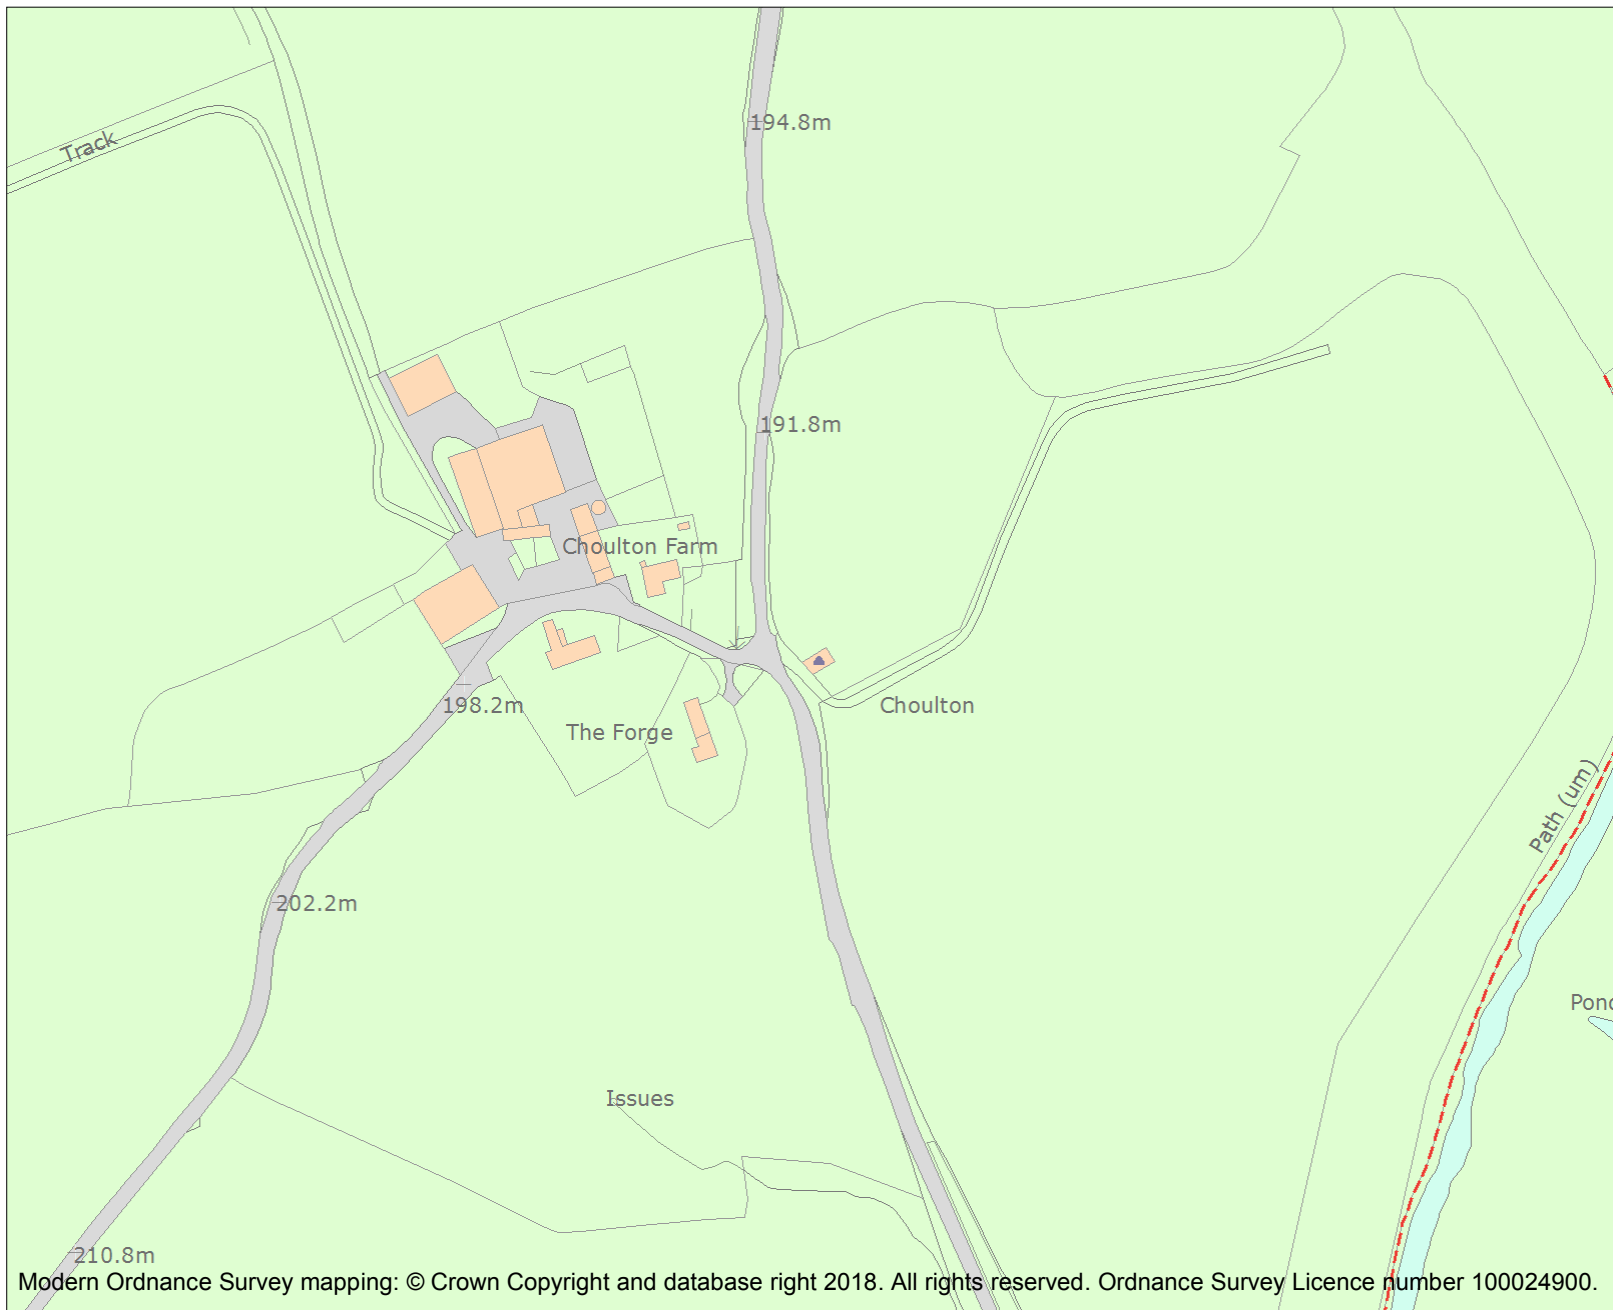 194.8m
Track
191.8m
Choulton Farm
198.2m
Choulton
The Forge
Path (um)
202.2m
Pond
Issues
210.8m
Modern Ordnance Survey mapping: © Crown Copyright and database right 2018. All rights reserved. Ordnance Survey Licence number 100024900.